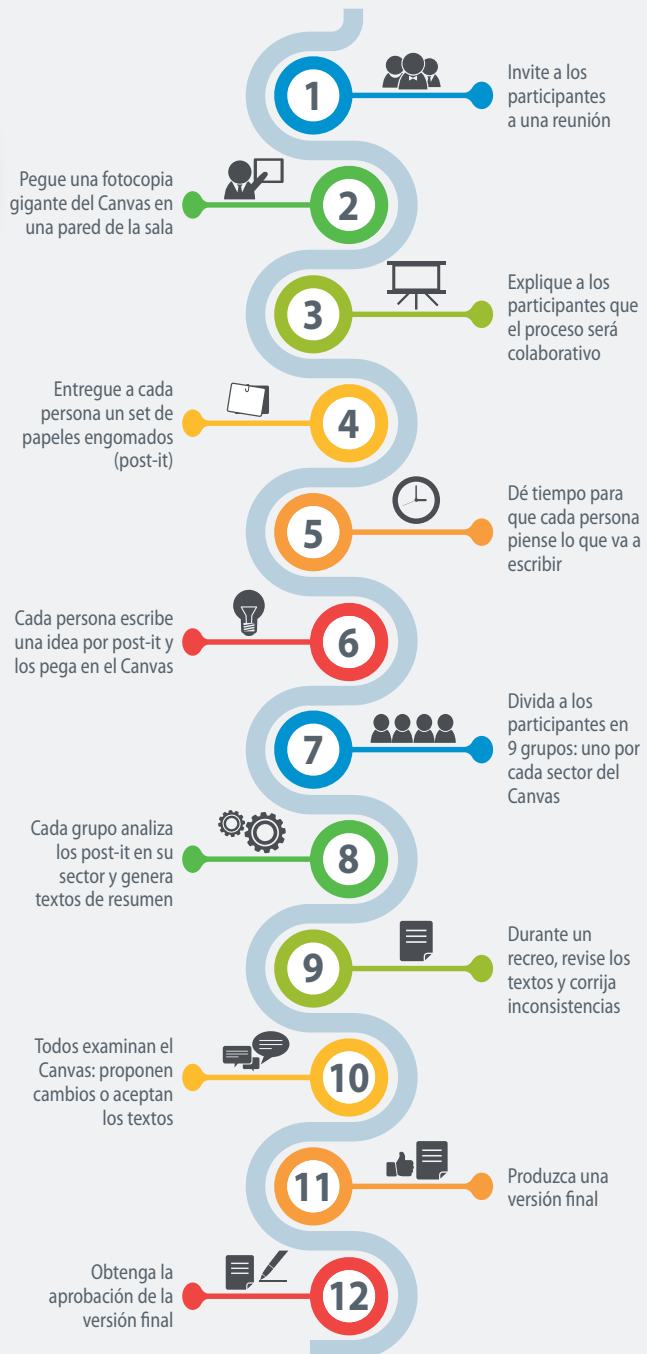 1
Invite a los
participantes
a una reunión
2
Pegue una fotocopia
gigante del Canvas en
una pared de la sala
3
Explique a los
participantes que
el proceso será
colaborativo
4
Entregue a cada
persona un set de
papeles engomados
(post-it)
5
Dé tiempo para
que cada persona
piense lo que va a
escribir
6
Cada persona escribe
una idea por post-it y
los pega en el Canvas
7
Divida a los
participantes en
9 grupos: uno por
cada sector del
Canvas
8
Cada grupo analiza
los post-it en su
sector y genera
textos de resumen
9
Durante un
recreo, revise los
textos y corrija
inconsistencias
10
Todos examinan el
Canvas: proponen
cambios o aceptan
los textos
11
Produzca una
versión final
12
Obtenga la
aprobación de la
versión final